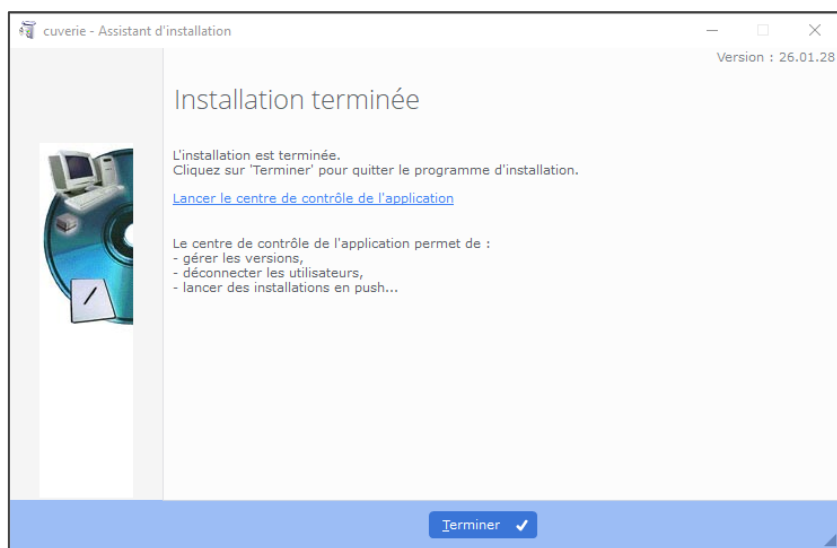 cuverie - Assistant d'installation
Version : 26.01.28
Installation terminée
L'installation est terminée.
Cliquez sur 'Terminer' pour quitter le programme d'installation.
Lancer le centre de contrôle de l'application
Le centre de contrôle de l'application permet de :
- gérer les versions,
- déconnecter les utilisateurs,
- lancer des installations en push...
Terminer